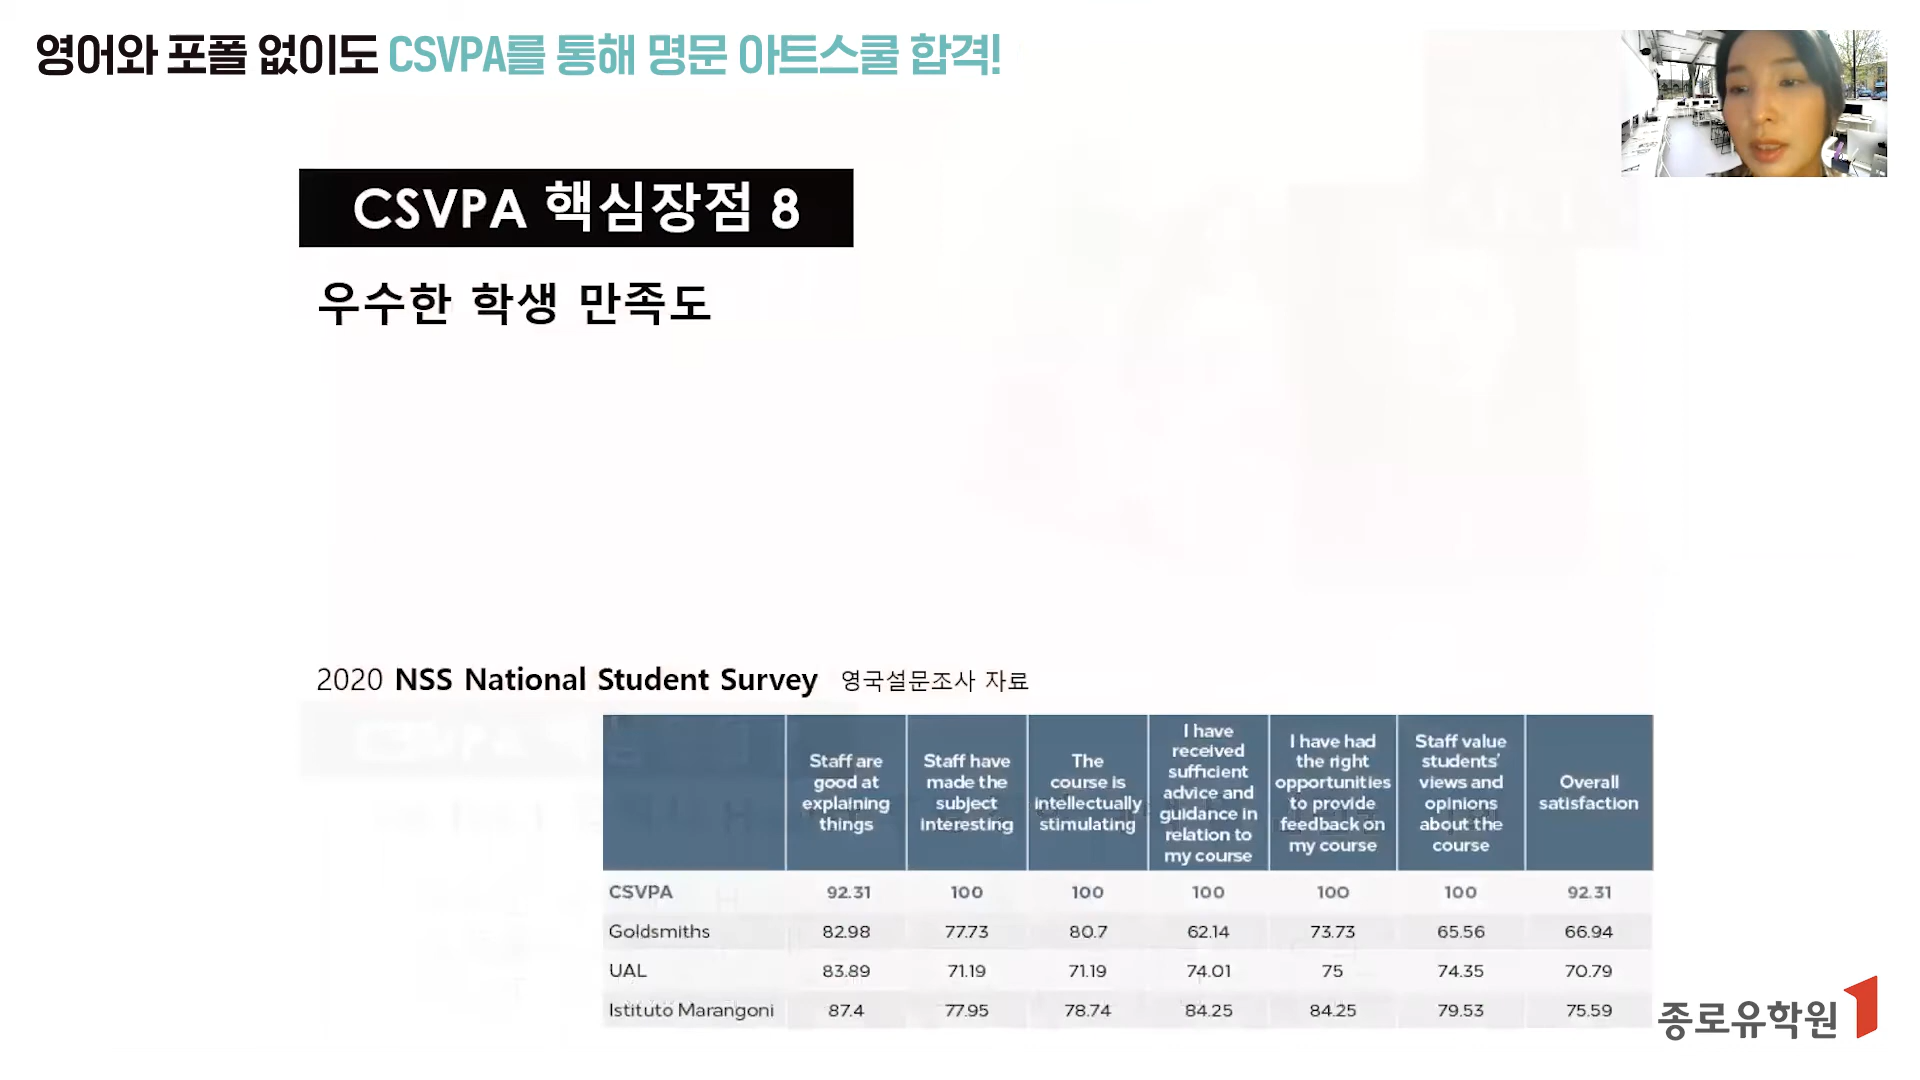 영어와 포폴 없이도 CSVPA를 통해 명문 아트스쿨 합격!
CSVPA 핵심장점 8
우수한 학생 만족도
2020 NSS National Student Survey 영국설문조사 자료
Staff are good at explaining things
Staff have made the subject interesting
The course is intellectually stimulating
I have received sufficient advice and guidance in relation to my course
I have had the right opportunities to provide feedback on my course
Staff value students' views and opinions about the course
Overall satisfaction
CSVPA 92.31 100 100 100 100 100 92.31
Goldsmiths 82.98 77.73 80.7 62.14 73.73 65.56 66.94
UAL 83.89 71.19 71.19 74.01 75 74.35 70.79
Istituto Marangoni 87.4 77.95 78.74 84.25 84.25 79.53 75.59
종로유학원